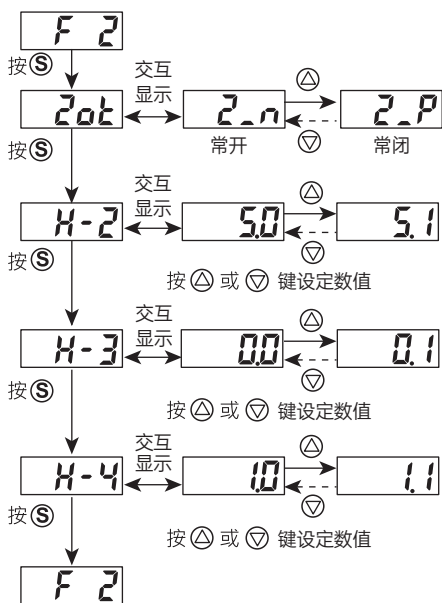 F 2
按Ⓢ
交互
显示
2ot
2_n
2_P
常开
常闭
按Ⓢ
交互
显示
H-2
5.0
5.1
按Ⓢ
按 △ 或 ▽ 键设定数值
交互
显示
H-3
0.0
0.1
按Ⓢ
按 △ 或 ▽ 键设定数值
交互
显示
H-4
1.0
1.1
按Ⓢ
按 △ 或 ▽ 键设定数值
F 2